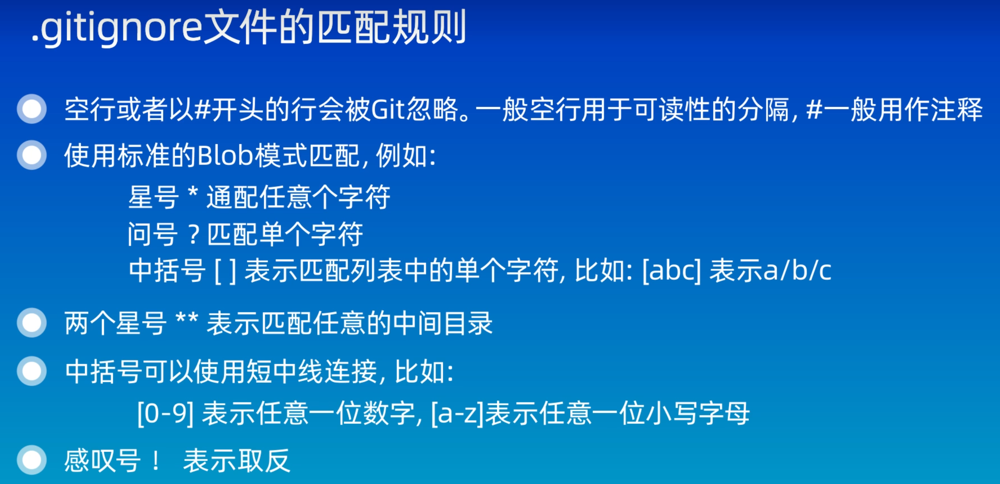 .gitignore文件的匹配规则
空行或者以#开头的行会被Git忽略。一般空行用于可读性的分隔, #一般用作注释
使用标准的Blob模式匹配, 例如:
星号 * 通配任意个字符
问号 ? 匹配单个字符
中括号 [ ] 表示匹配列表中的单个字符, 比如: [abc] 表示a/b/c
两个星号 ** 表示匹配任意的中间目录
中括号可以使用短中线连接, 比如:
[0-9] 表示任意一位数字, [a-z]表示任意一位小写字母
感叹号 ! 表示取反